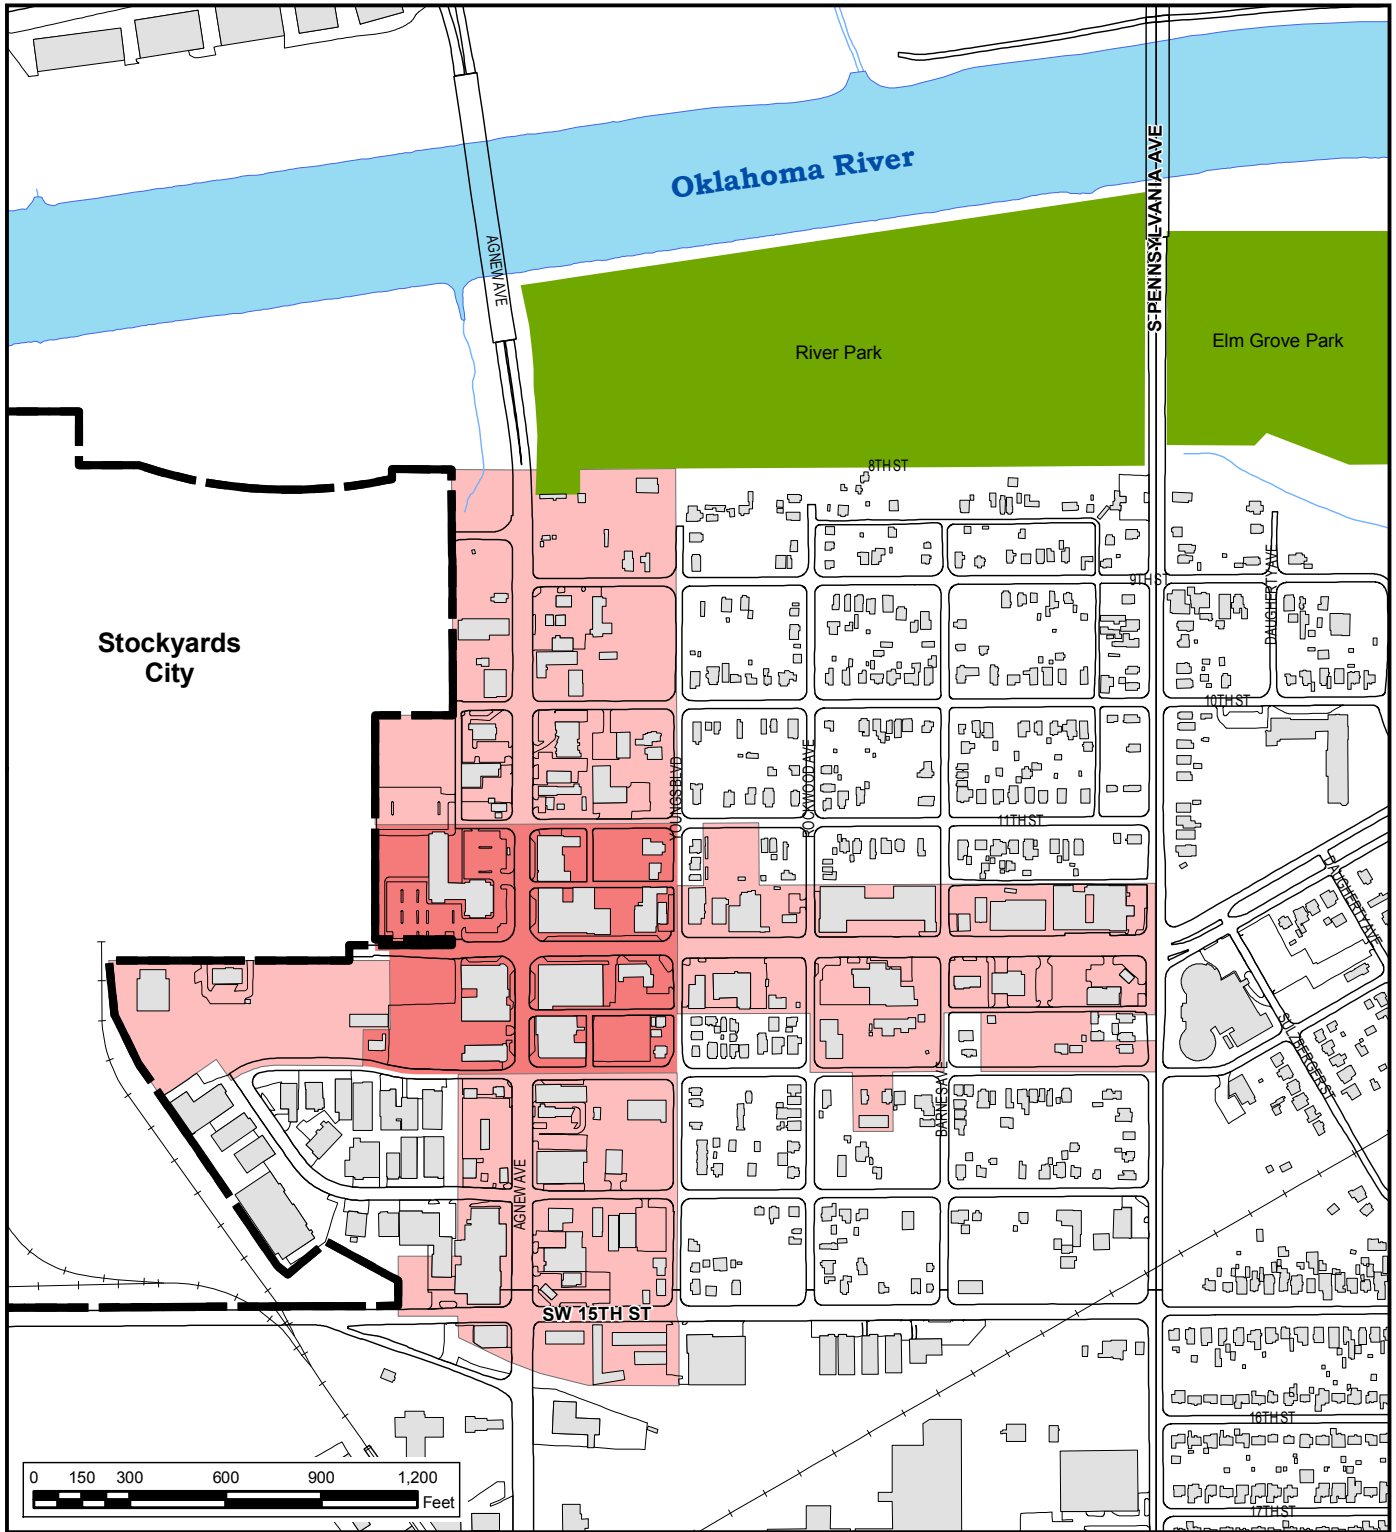 Oklahoma River
S PENNSYLVANIA AVE
AGNEW AVE
River Park
Elm Grove Park
8TH ST
9TH ST
DAUGHERTY AVE
Stockyards
City
10TH ST
YOUNGS BLVD
ROCKWOOD AVE
11TH ST
DAUGHERTY AVE
SULZBERGER ST
BARNES AVE
AGNEW AVE
SW 15TH ST
16TH ST
17TH ST
0 150 300 600 900 1,200
Feet